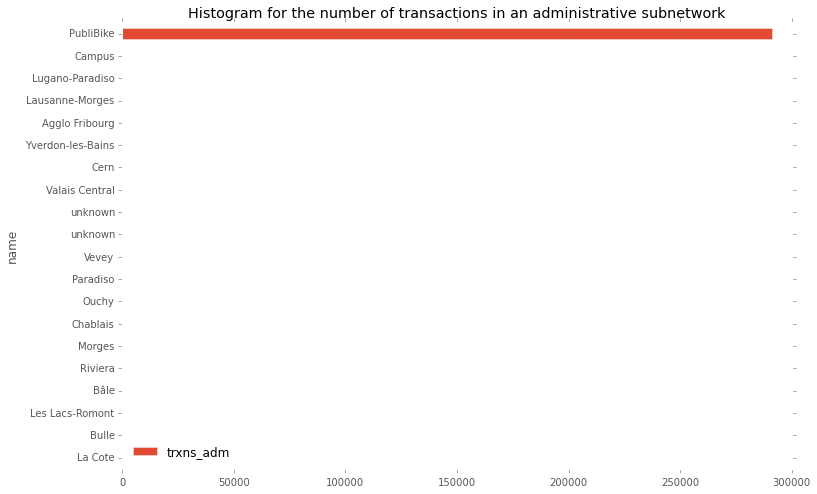 Histogram for the number of transactions in an administrative subnetwork
PubliBike
Campus
Lugano-Paradiso
Lausanne-Morges
Agglo Fribourg
Yverdon-les-Bains
Cern
Valais Central
unknown
unknown
Vevey
Paradiso
Ouchy
Chablais
Morges
Riviera
Bâle
Les Lacs-Romont
Bulle
La Cote
name
trxns_adm
0 50000 100000 150000 200000 250000 300000